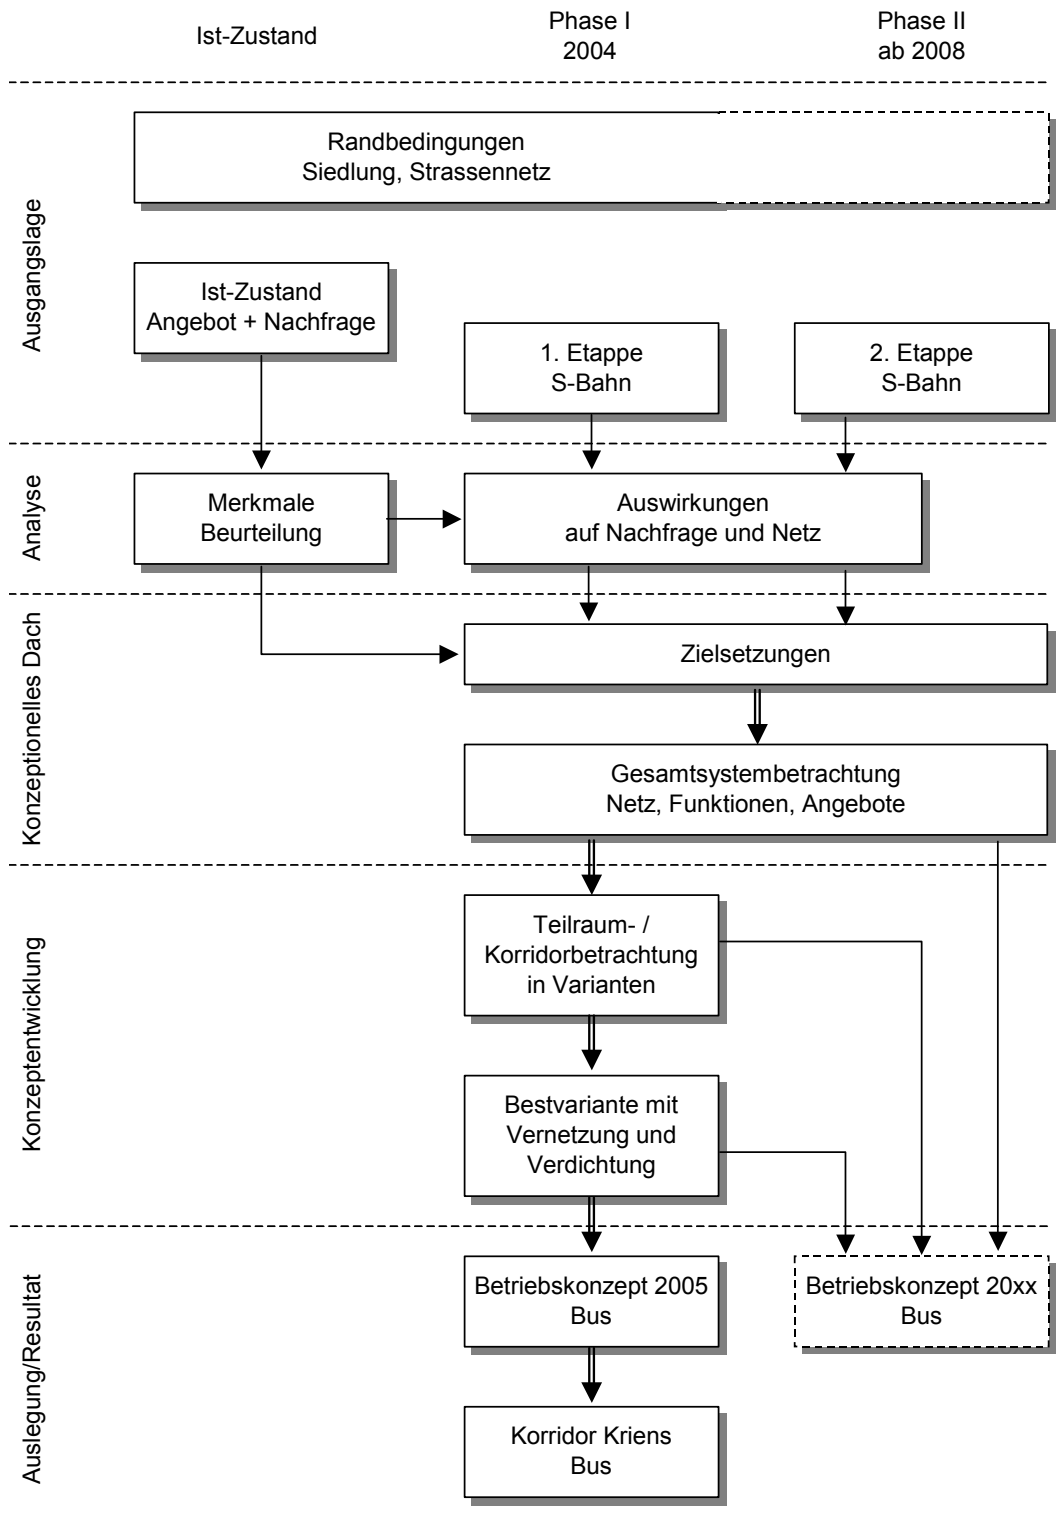 Ist-Zustand
Phase I
2004
Phase II
ab 2008
Ausgangslage
Randbedingungen
Siedlung, Strassennetz
Ist-Zustand
Angebot + Nachfrage
1. Etappe
S-Bahn
2. Etappe
S-Bahn
Analyse
Merkmale
Beurteilung
Auswirkungen
auf Nachfrage und Netz
Konzeptionelles Dach
Zielsetzungen
Gesamtsystembetrachtung
Netz, Funktionen, Angebote
Konzeptentwicklung
Teilraum- /
Korridorbetrachtung
in Varianten
Bestvariante mit
Vernetzung und
Verdichtung
Auslegung/Resultat
Betriebskonzept 2005
Bus
Betriebskonzept 20xx
Bus
Korridor Kriens
Bus